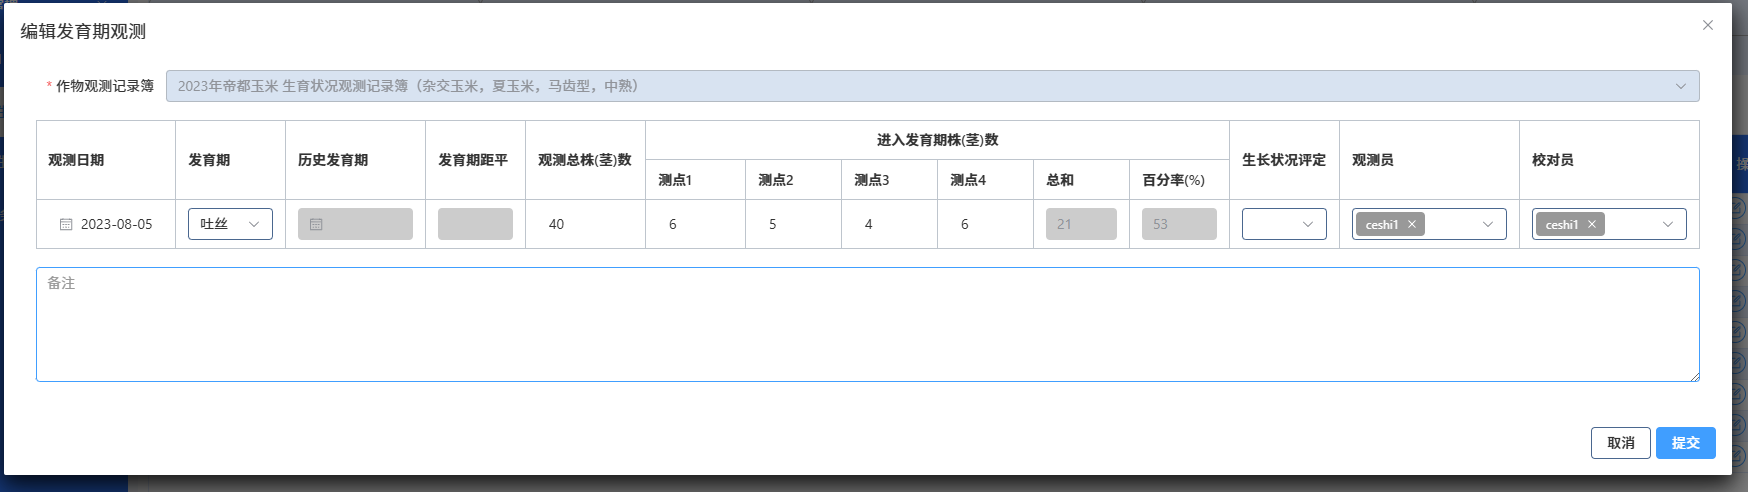 编辑发育期观测
* 作物观测记录簿 2023年帝都玉米 生育状况观测记录簿（杂交玉米，夏玉米，马齿型，中熟）
观测日期 发育期 历史发育期 发育期距平 观测总株(茎)数 进入发育期株(茎)数 生长状况评定 观测员 校对员
测点1 测点2 测点3 测点4 总和 百分率(%)
2023-08-05 吐丝 40 6 5 4 6 21 53 ceshi1 ceshi1
备注
取消 提交
操